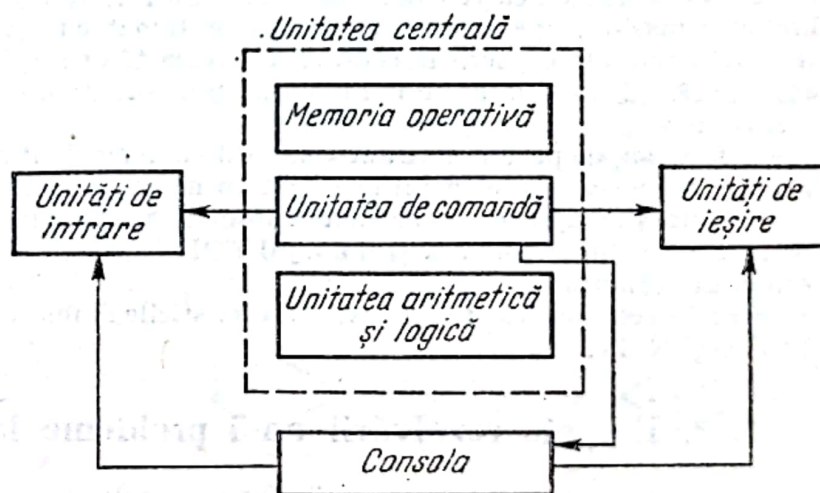 Unitatea centrală
Memoria operativă
Unități de
intrare
Unitatea de comandă
Unități de
ieșire
Unitatea aritmetică
și logică
Consola